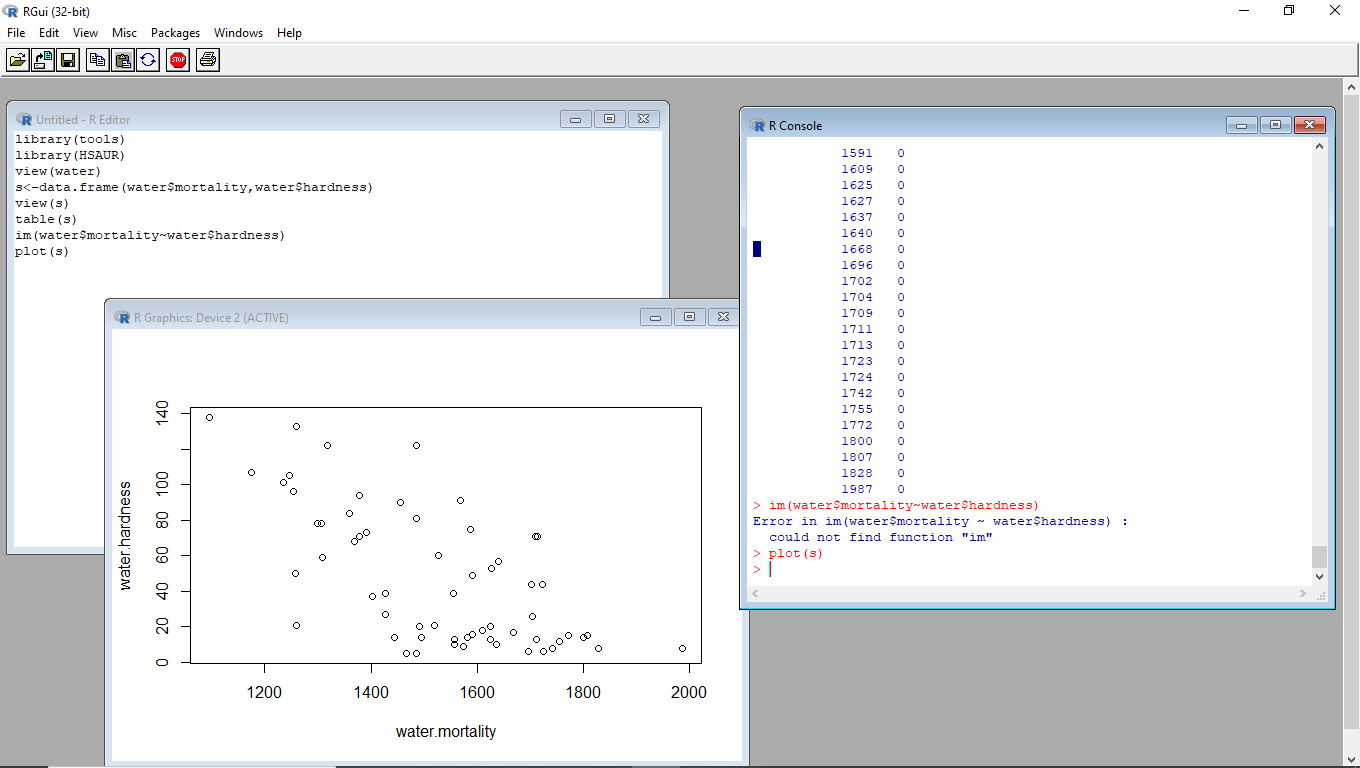 RGui (32-bit)
File Edit View Misc Packages Windows Help
STOP
Untitled - R Editor
library(tools)
library(HSAUR)
view(water)
s<-data.frame(water$mortality,water$hardness)
view(s)
table(s)
im(water$mortality~water$hardness)
plot(s)
R Graphics: Device 2 (ACTIVE)
140
100
80
60
40
20
0
water.hardness
1200 1400 1600 1800 2000
water.mortality
R Console
1591 0
1609 0
1625 0
1627 0
1637 0
1640 0
1668 0
1696 0
1702 0
1704 0
1709 0
1711 0
1713 0
1723 0
1724 0
1742 0
1755 0
1772 0
1800 0
1807 0
1828 0
1987 0
> im(water$mortality~water$hardness)
Error in im(water$mortality ~ water$hardness) :
could not find function "im"
> plot(s)
>